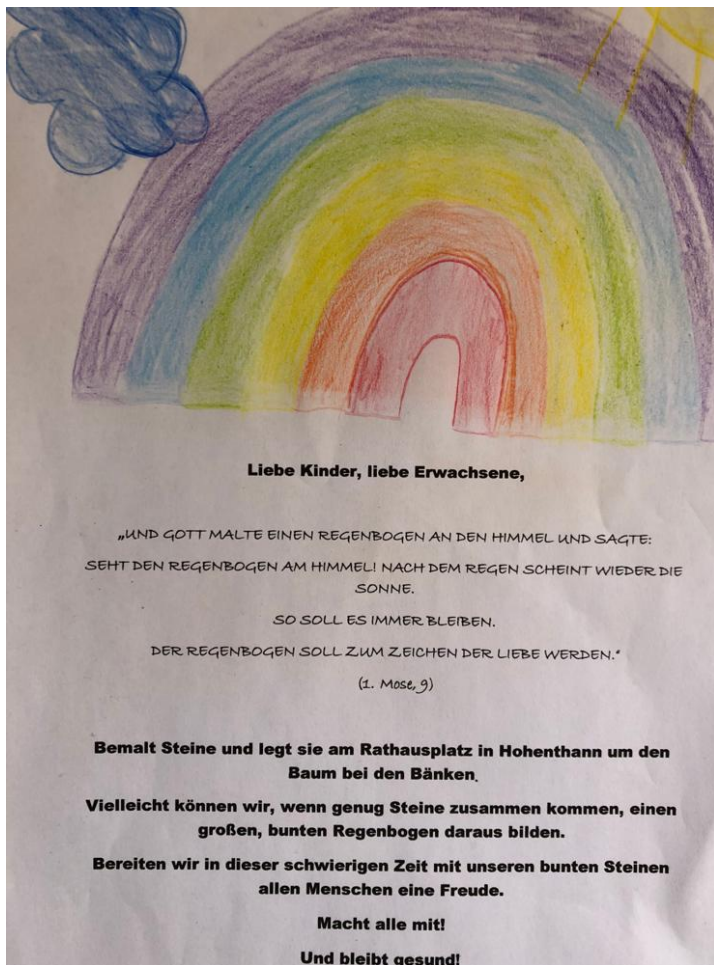 Liebe Kinder, liebe Erwachsene,
„UND GOTT MALTE EINEN REGENBOGEN AN DEN HIMMEL UND SAGTE:
SEHT DEN REGENBOGEN AM HIMMEL! NACH DEM REGEN SCHEINT WIEDER DIE
SONNE.
SO SOLL ES IMMER BLEIBEN.
DER REGENBOGEN SOLL ZUM ZEICHEN DER LIEBE WERDEN.“
(1. Mose, 9)
Bemalt Steine und legt sie am Rathausplatz in Hohenthann um den
Baum bei den Bänken.
Vielleicht können wir, wenn genug Steine zusammen kommen, einen
großen, bunten Regenbogen daraus bilden.
Bereiten wir in dieser schwierigen Zeit mit unseren bunten Steinen
allen Menschen eine Freude.
Macht alle mit!
Und bleibt gesund!